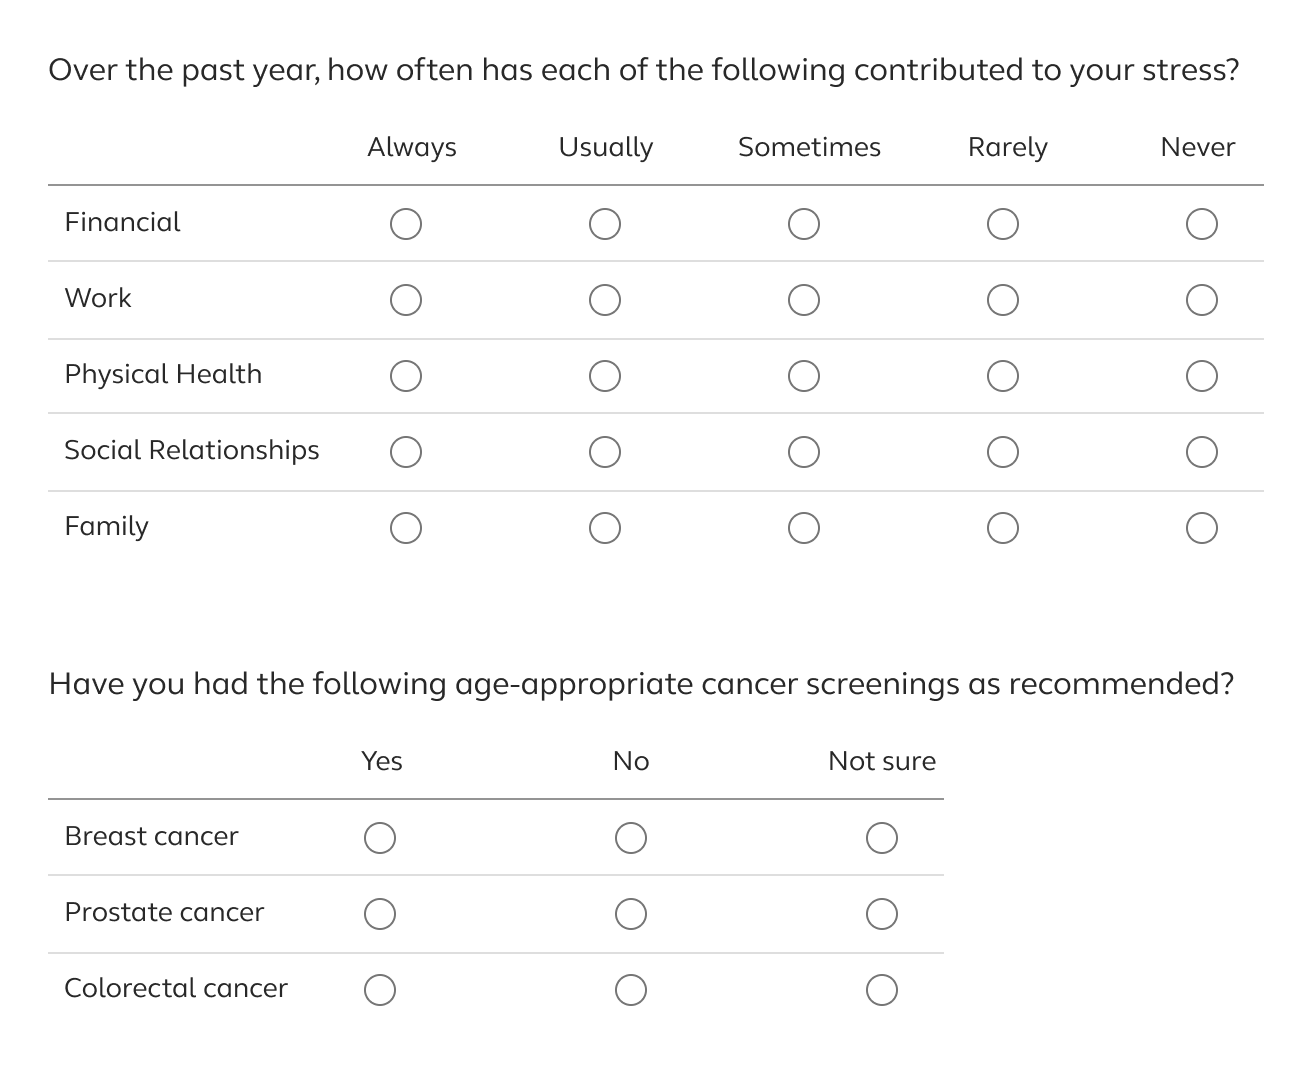 Over the past year, how often has each of the following contributed to your stress?
Always Usually Sometimes Rarely Never
Financial
Work
Physical Health
Social Relationships
Family
Have you had the following age-appropriate cancer screenings as recommended?
Yes No Not sure
Breast cancer
Prostate cancer
Colorectal cancer